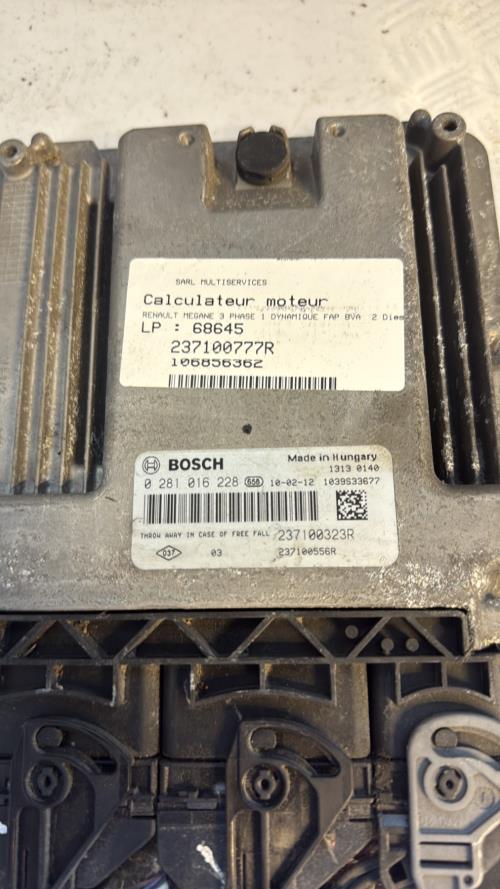 SARL MULTISERVICES
Calculateur moteur
RENAULT MEGANE 3 PHASE 1 DYNAMIQUE FAP BVA 2 Dies
LP : 68645
237100777R
106856362
BOSCH Made in Hungary
1313 0140
0 281 016 228 656 10-02-12 1039S33677
THROW AWAY IN CASE OF FREE FALL 237100323R
037 03 237100556R